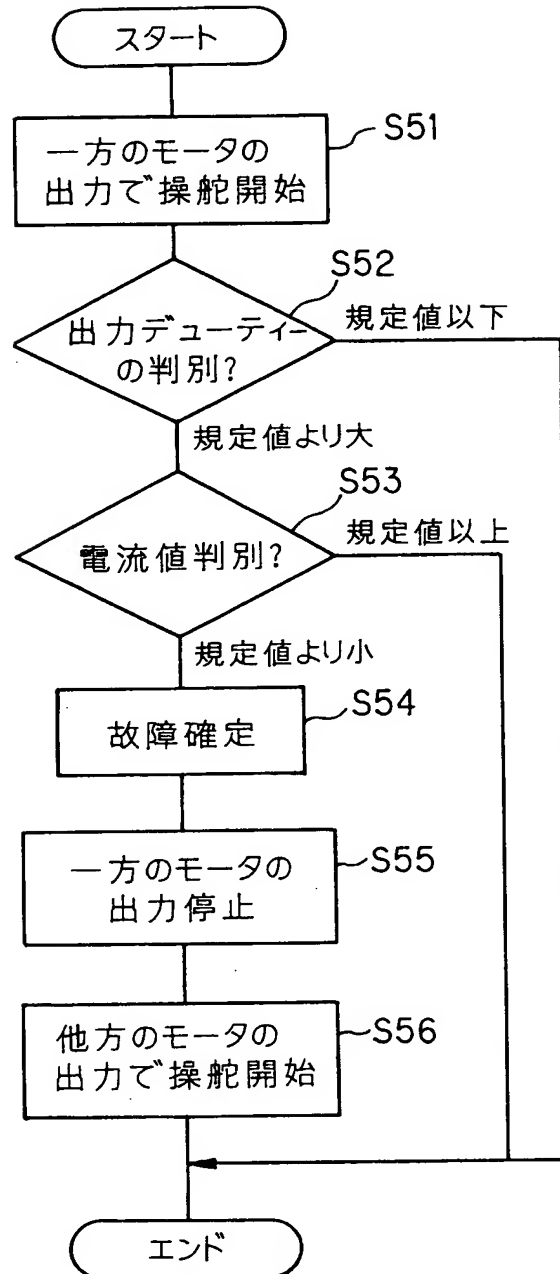 スタート
S51
一方のモータの
出力で操舵開始
S52
出力デューティー
の判別?
規定値以下
規定値より大
S53
電流値判別?
規定値以上
規定値より小
S54
故障確定
S55
一方のモータの
出力停止
S56
他方のモータの
出力で操舵開始
エンド